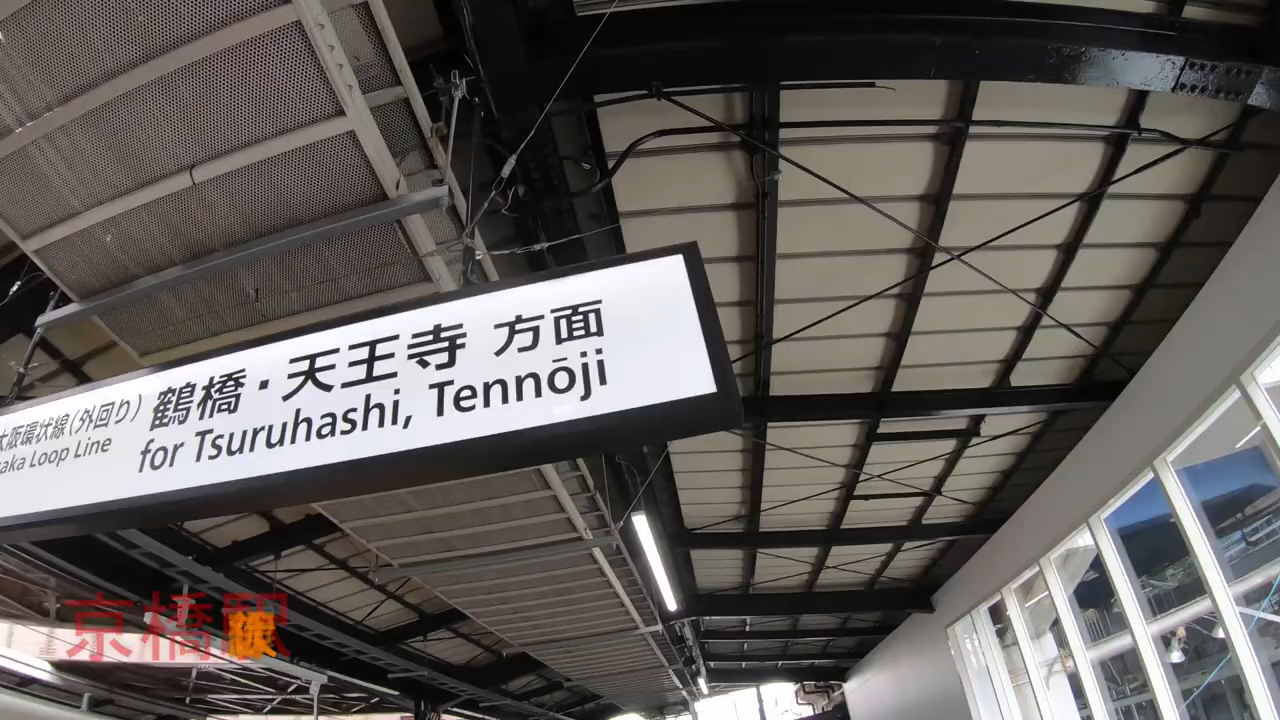 大阪環状線(外回り)
aka Loop Line
鶴橋・天王寺 方面
for Tsuruhashi, Tennōji
京橋駅